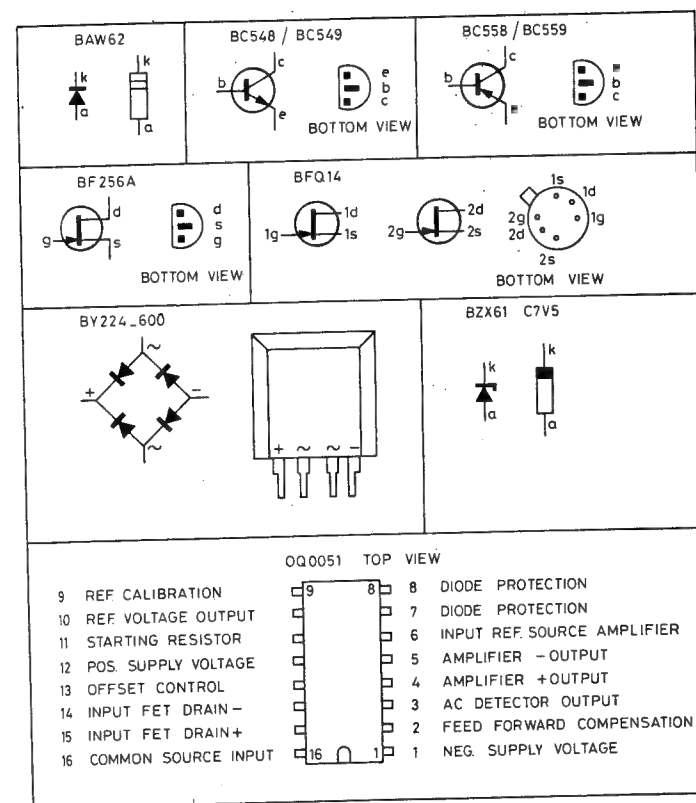 BAW62
k
a
k
a
BC548 / BC549
b
c
e
e
b
c
BOTTOM VIEW
BC558 / BC559
b
c
b
c
BOTTOM VIEW
BF256A
g
d
s
d
s
g
BOTTOM VIEW
BFQ14
1g
1d
1s
2g
2d
2s
1s
1d
2g
1g
2d
2s
BOTTOM VIEW
BY224_600
~
+
-
~
+ ~ ~ -
BZX61 C7V5
k
a
k
a
OQ0051 TOP VIEW
9 REF. CALIBRATION
10 REF. VOLTAGE OUTPUT
11 STARTING RESISTOR
12 POS. SUPPLY VOLTAGE
13 OFFSET CONTROL
14 INPUT FET DRAIN-
15 INPUT FET DRAIN+
16 COMMON SOURCE INPUT
9 8
16 1
8 DIODE PROTECTION
7 DIODE PROTECTION
6 INPUT REF. SOURCE AMPLIFIER
5 AMPLIFIER -OUTPUT
4 AMPLIFIER +OUTPUT
3 AC DETECTOR OUTPUT
2 FEED FORWARD COMPENSATION
1 NEG. SUPPLY VOLTAGE